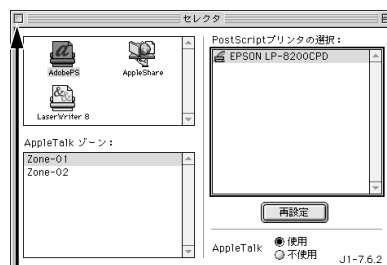 セレクタ
AdobePS
AppleShare
LaserWriter 8
AppleTalk ゾーン：
Zone-01
Zone-02
PostScriptプリンタの選択：
EPSON LP-8200CPD
再設定
AppleTalk
使用
不使用
J1-7.6.2